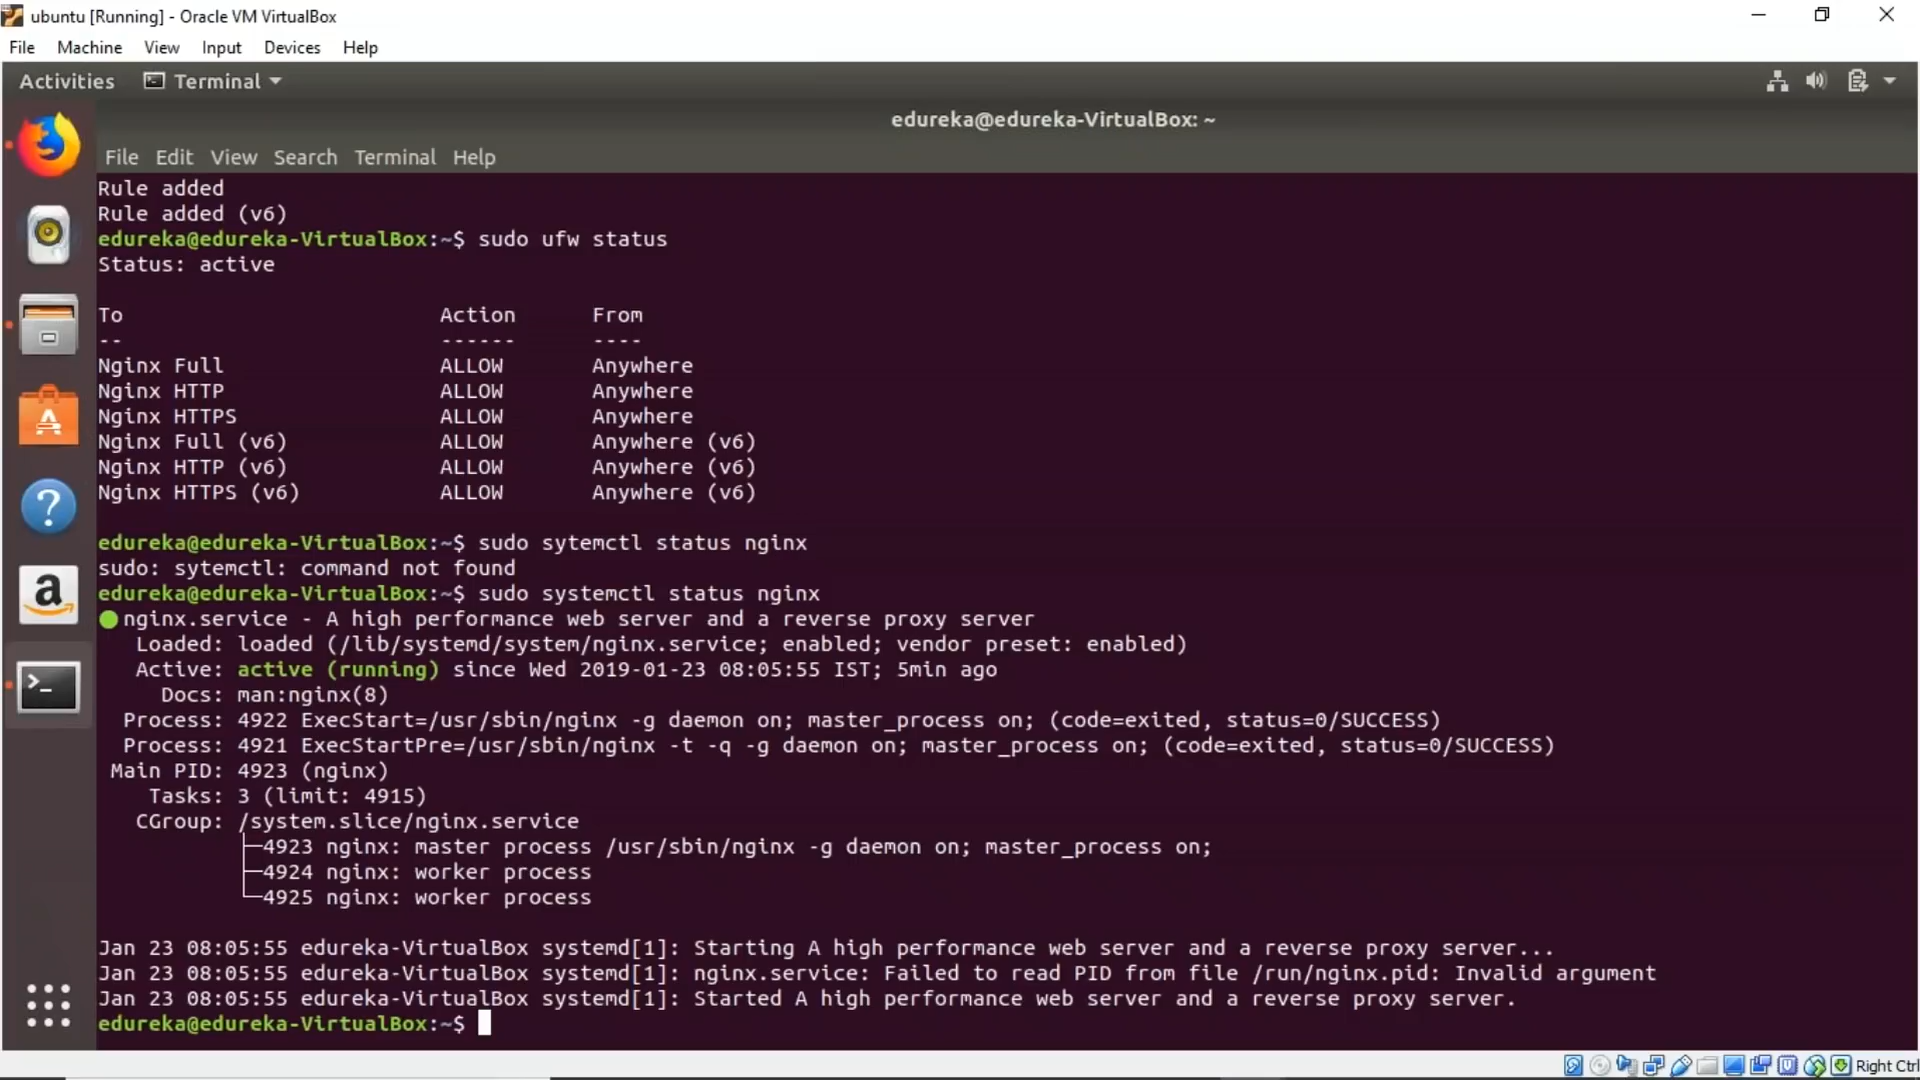 ubuntu [Running] - Oracle VM VirtualBox
File Machine View Input Devices Help
Activities Terminal
edureka@edureka-VirtualBox: ~
File Edit View Search Terminal Help
Rule added
Rule added (v6)
edureka@edureka-VirtualBox:~$ sudo ufw status
Status: active
To Action From
-- ------ ----
Nginx Full ALLOW Anywhere
Nginx HTTP ALLOW Anywhere
Nginx HTTPS ALLOW Anywhere
Nginx Full (v6) ALLOW Anywhere (v6)
Nginx HTTP (v6) ALLOW Anywhere (v6)
Nginx HTTPS (v6) ALLOW Anywhere (v6)
edureka@edureka-VirtualBox:~$ sudo sytemctl status nginx
sudo: sytemctl: command not found
edureka@edureka-VirtualBox:~$ sudo systemctl status nginx
● nginx.service - A high performance web server and a reverse proxy server
Loaded: loaded (/lib/systemd/system/nginx.service; enabled; vendor preset: enabled)
Active: active (running) since Wed 2019-01-23 08:05:55 IST; 5min ago
Docs: man:nginx(8)
Process: 4922 ExecStart=/usr/sbin/nginx -g daemon on; master_process on; (code=exited, status=0/SUCCESS)
Process: 4921 ExecStartPre=/usr/sbin/nginx -t -q -g daemon on; master_process on; (code=exited, status=0/SUCCESS)
Main PID: 4923 (nginx)
Tasks: 3 (limit: 4915)
CGroup: /system.slice/nginx.service
├─4923 nginx: master process /usr/sbin/nginx -g daemon on; master_process on;
├─4924 nginx: worker process
└─4925 nginx: worker process
Jan 23 08:05:55 edureka-VirtualBox systemd[1]: Starting A high performance web server and a reverse proxy server...
Jan 23 08:05:55 edureka-VirtualBox systemd[1]: nginx.service: Failed to read PID from file /run/nginx.pid: Invalid argument
Jan 23 08:05:55 edureka-VirtualBox systemd[1]: Started A high performance web server and a reverse proxy server.
edureka@edureka-VirtualBox:~$
Right Ctrl